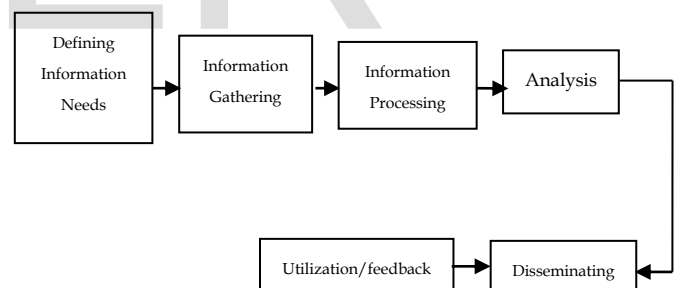 Defining
Information
Needs
Information
Gathering
Information
Processing
Analysis
Utilization/feedback
Disseminating